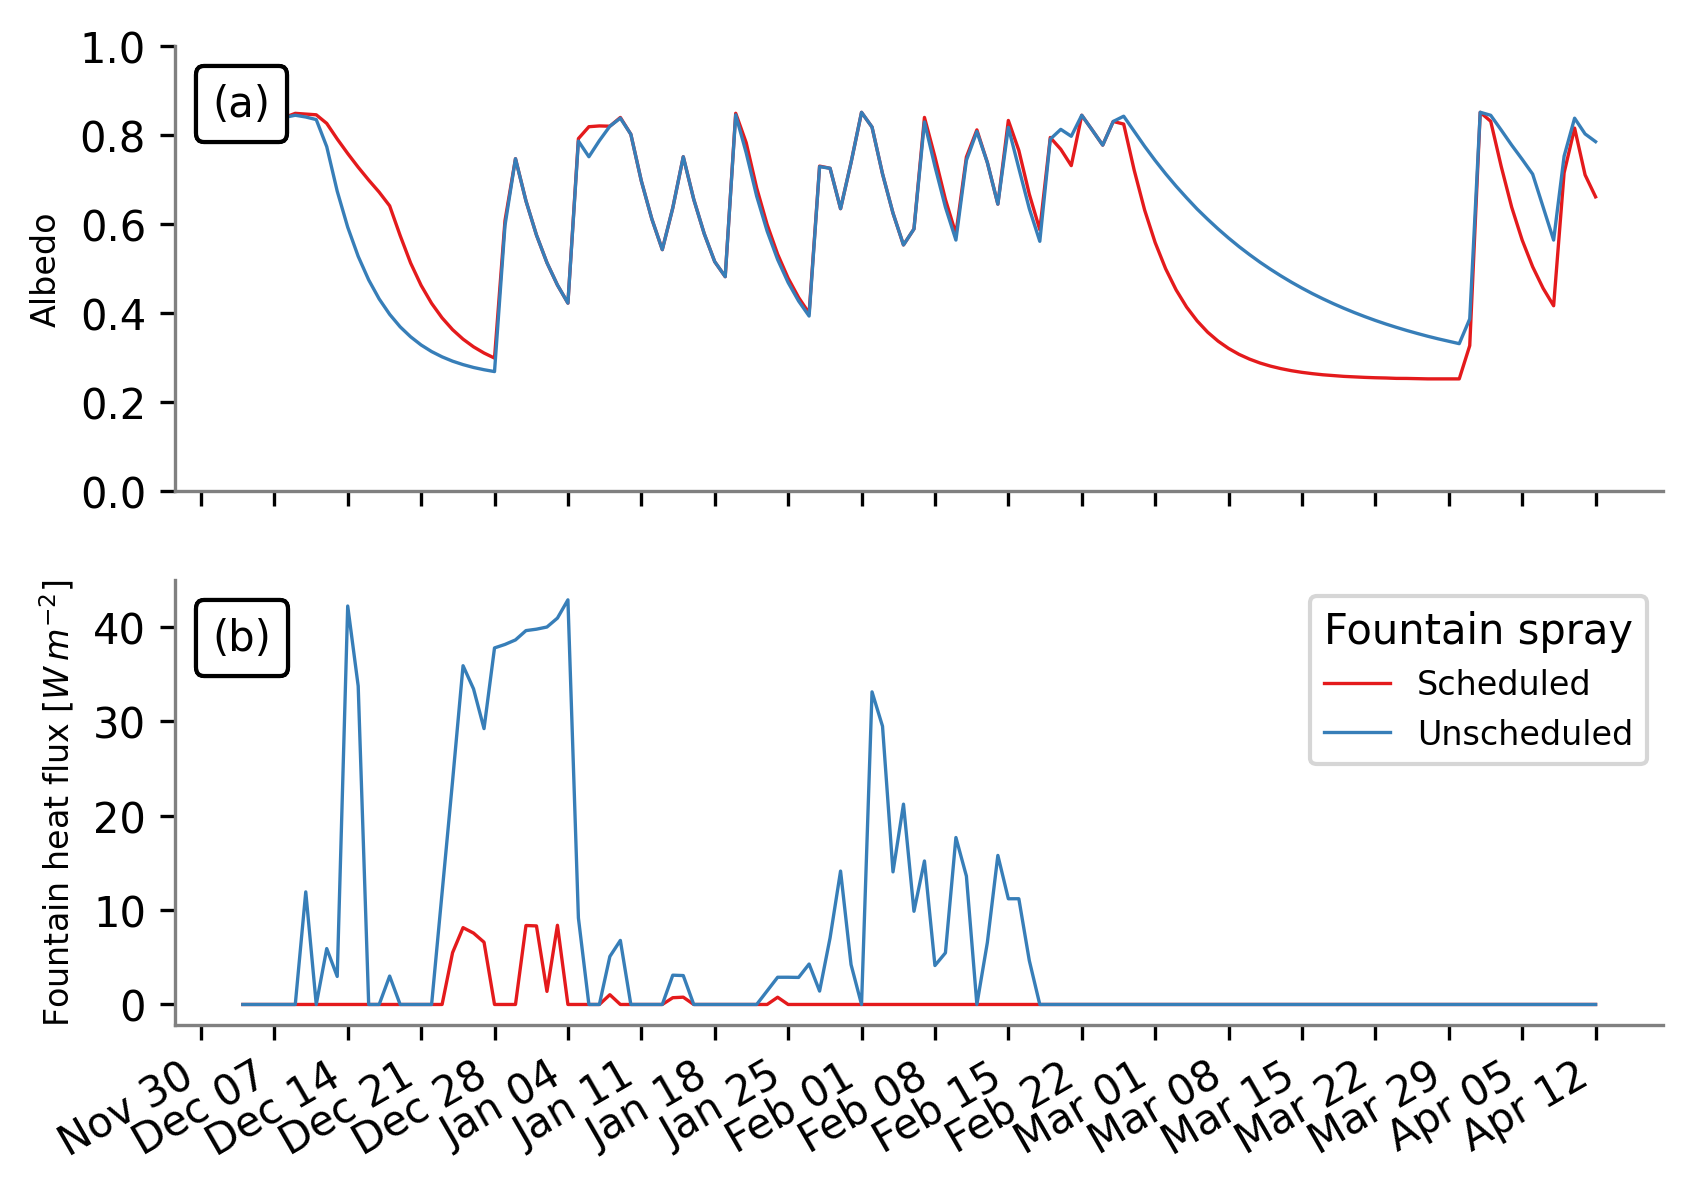 (a)
Albedo
1.0
0.8
0.6
0.4
0.2
0.0
(b)
Fountain heat flux [W m⁻²]
40
30
20
10
0
Fountain spray
Scheduled
Unscheduled
Nov 30
Dec 07
Dec 14
Dec 21
Dec 28
Jan 04
Jan 11
Jan 18
Jan 25
Feb 01
Feb 08
Feb 15
Feb 22
Mar 01
Mar 08
Mar 15
Mar 22
Mar 29
Apr 05
Apr 12